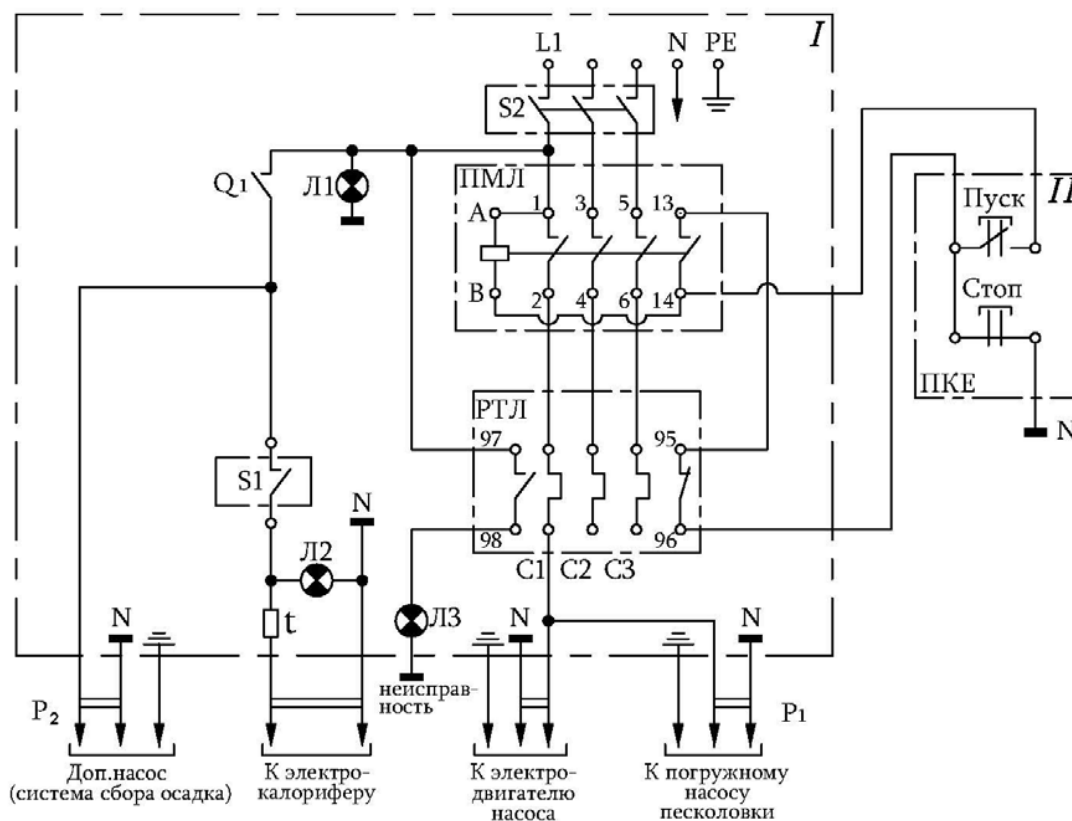 I
L1 N PE
S2
Q1
Л1
ПМЛ
A 1 3 5 13
B 2 4 6 14
II
Пуск
Стоп
ПКЕ
N
РТЛ
97 95
98 96
C1 C2 C3
S1
N
Л2
t
Л3
неисправ-
ность
N
N
N
P2
P1
Доп.насос
(система сбора осадка)
К электро-
калориферу
К электро-
двигателю
насоса
К погружному
насосу
песколовки